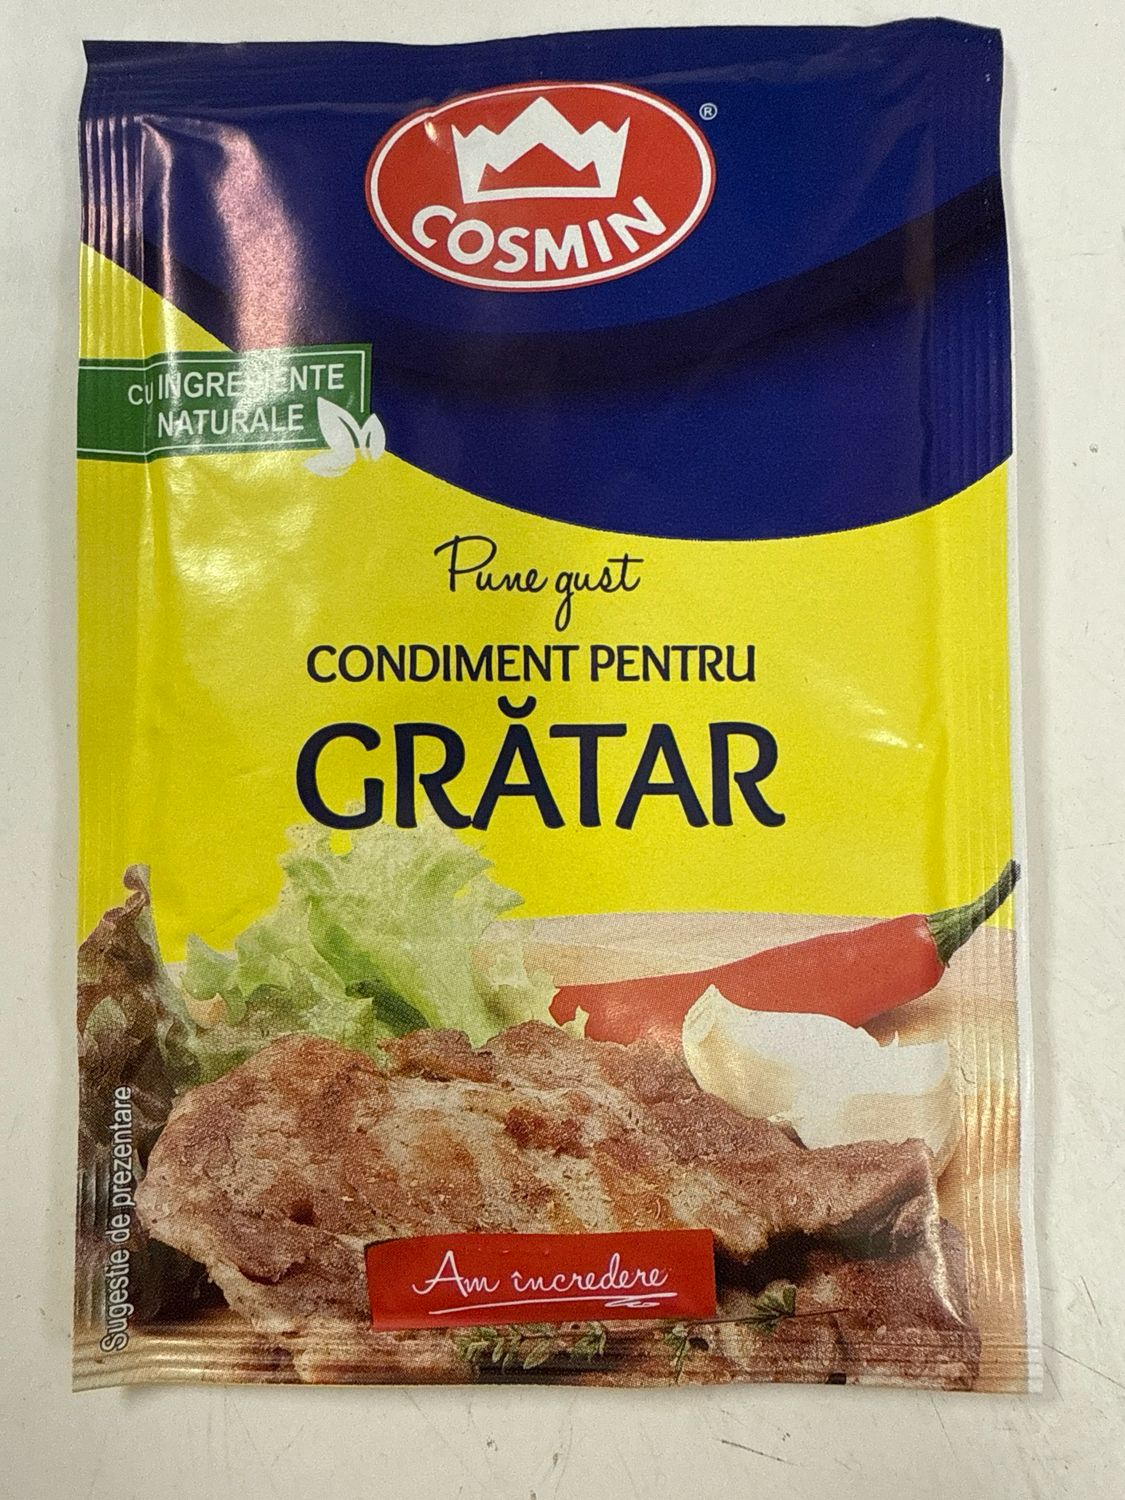 COSMIN
®
CU INGREDIENTE
NATURALE
Pune gust
CONDIMENT PENTRU
GRĂTAR
Am încredere
Sugestie de prezentare